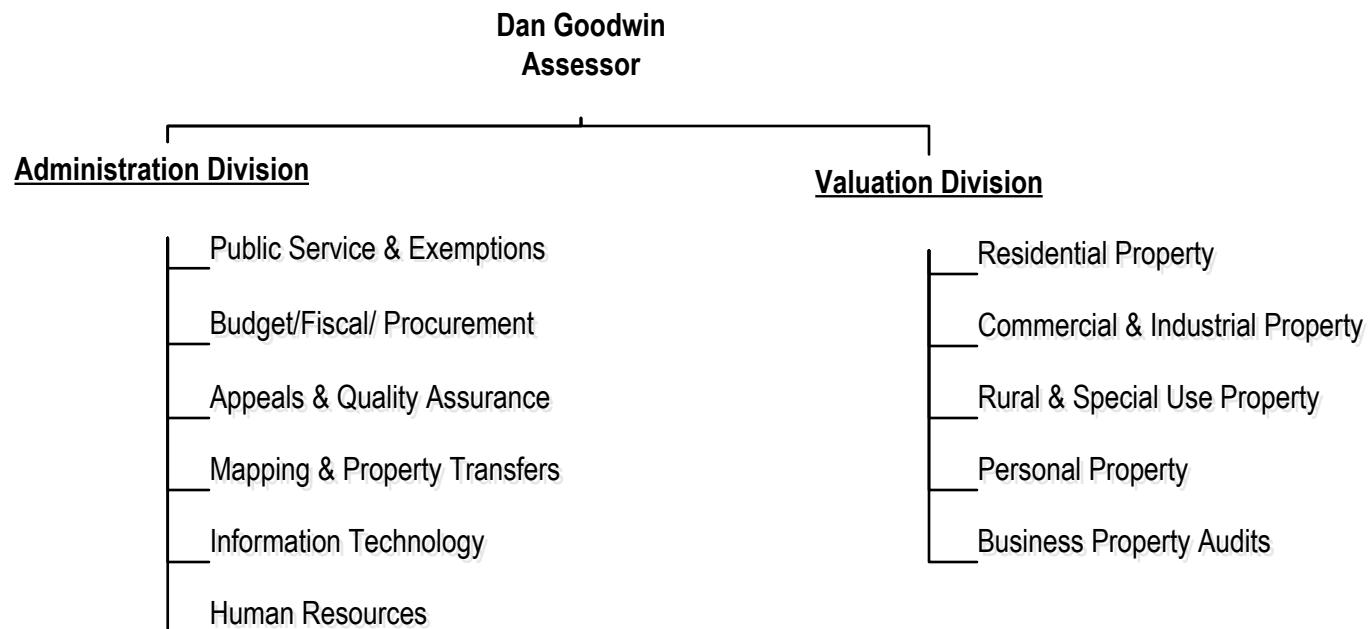 Dan Goodwin
Assessor
Administration Division
Public Service & Exemptions
Budget/Fiscal/ Procurement
Appeals & Quality Assurance
Mapping & Property Transfers
Information Technology
Human Resources
Valuation Division
Residential Property
Commercial & Industrial Property
Rural & Special Use Property
Personal Property
Business Property Audits